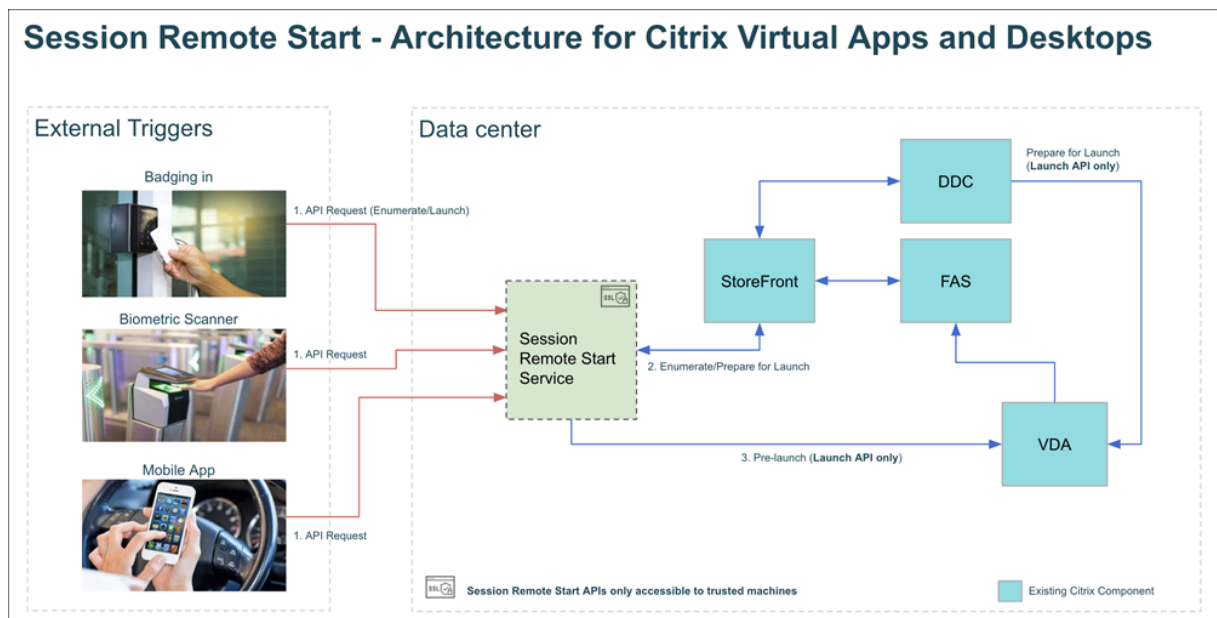 Session Remote Start - Architecture for Citrix Virtual Apps and Desktops
External Triggers
Data center
Badging in
1. API Request (Enumerate/Launch)
Biometric Scanner
1. API Request
Mobile App
1. API Request
SSL
Session
Remote Start
Service
StoreFront
DDC
FAS
VDA
Prepare for Launch
(Launch API only)
2. Enumerate/Prepare for Launch
3. Pre-launch (Launch API only)
SSL
Session Remote Start APIs only accessible to trusted machines
Existing Citrix Component